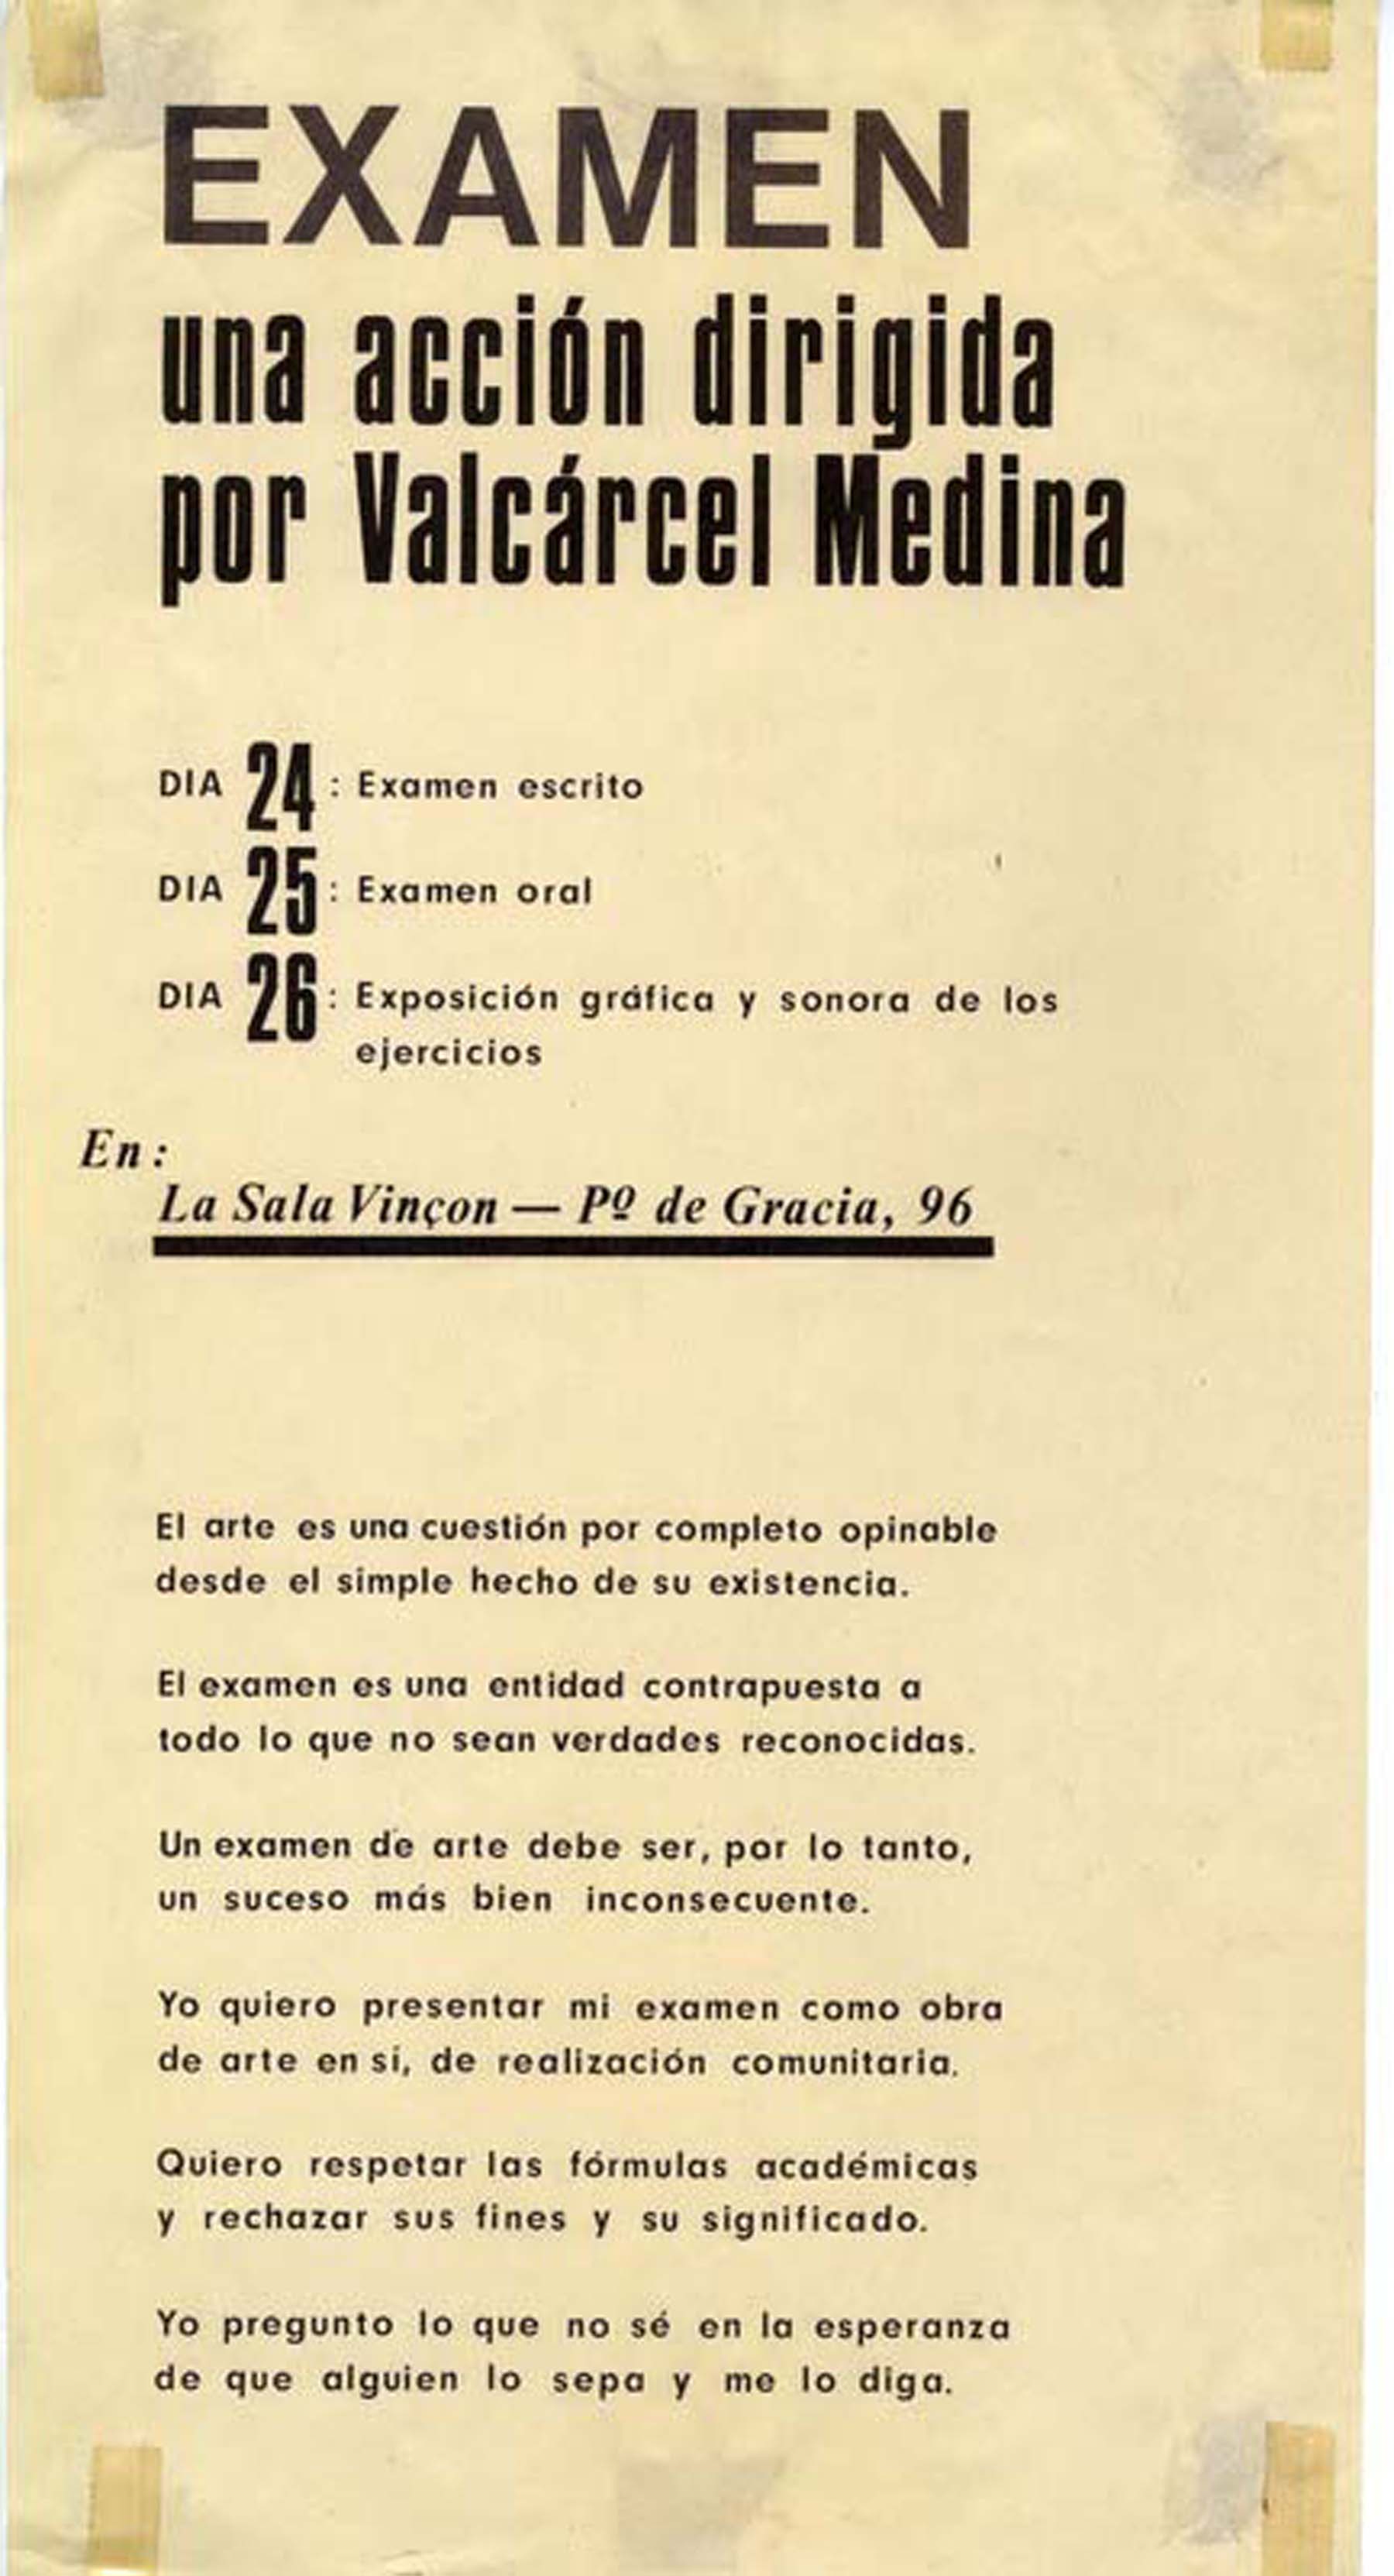 EXAMEN
una acción dirigida
por Valcárcel Medina
DIA 24: Examen escrito
DIA 25: Examen oral
DIA 26: Exposición gráfica y sonora de los
ejercicios
En:
La Sala Vinçon — Pº de Gracia, 96
El arte es una cuestión por completo opinable
desde el simple hecho de su existencia.
El examen es una entidad contrapuesta a
todo lo que no sean verdades reconocidas.
Un examen de arte debe ser, por lo tanto,
un suceso más bien inconsecuente.
Yo quiero presentar mi examen como obra
de arte en sí, de realización comunitaria.
Quiero respetar las fórmulas académicas
y rechazar sus fines y su significado.
Yo pregunto lo que no sé en la esperanza
de que alguien lo sepa y me lo diga.